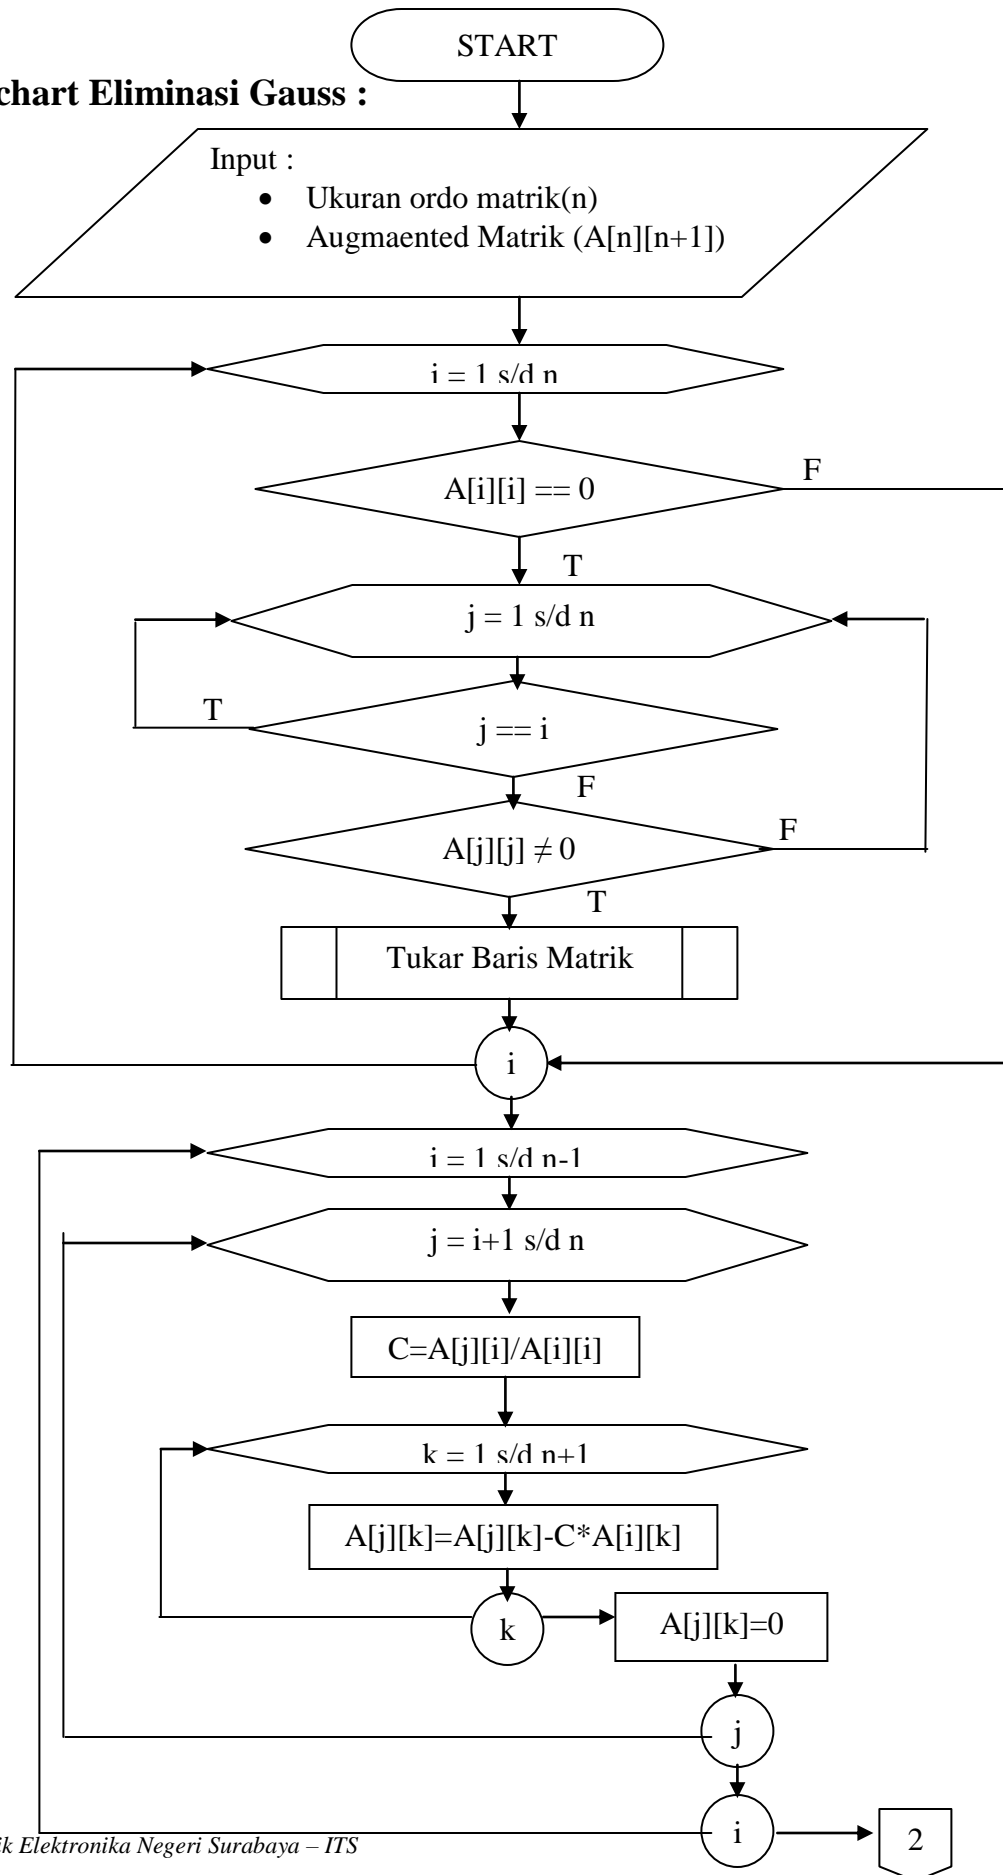 START
chart Eliminasi Gauss :
Input :
• Ukuran ordo matrik(n)
• Augmaented Matrik (A[n][n+1])
i = 1 s/d n
A[i][i] == 0
F
T
j = 1 s/d n
T
j == i
F
A[j][j] ≠ 0
F
T
Tukar Baris Matrik
i
i = 1 s/d n-1
j = i+1 s/d n
C=A[j][i]/A[i][i]
k = 1 s/d n+1
A[j][k]=A[j][k]-C*A[i][k]
k
A[j][k]=0
j
i
2
ik Elektronika Negeri Surabaya – ITS